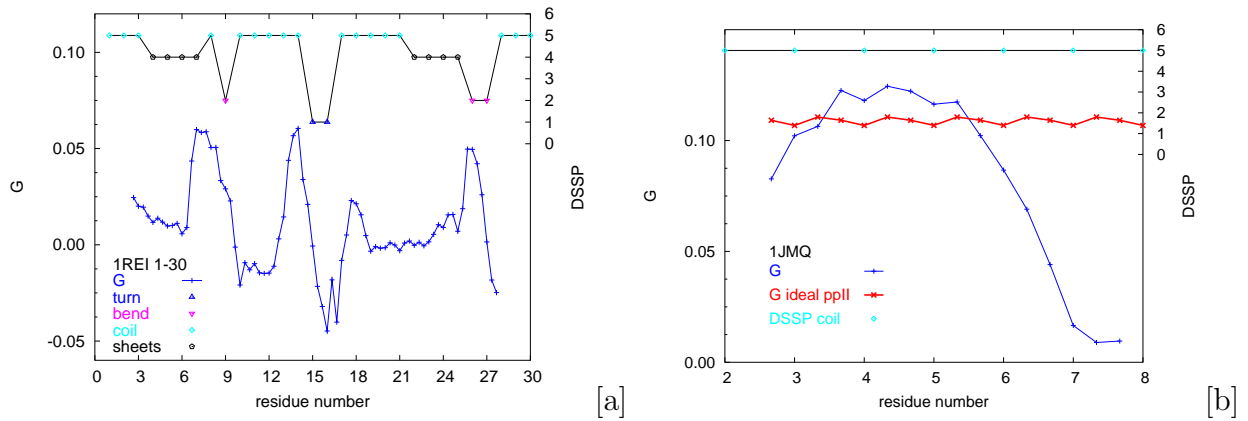 0.10
0.05
0.00
-0.05
G
0 3 6 9 12 15 18 21 24 27 30
residue number
6
5
4
3
2
1
0
DSSP
1REI 1-30
G
turn
bend
coil
sheets
[a]
0.10
0.05
0.00
G
2 3 4 5 6 7 8
residue number
6
5
4
3
2
1
0
DSSP
1JMQ
G
G ideal ppII
DSSP coil
[b]